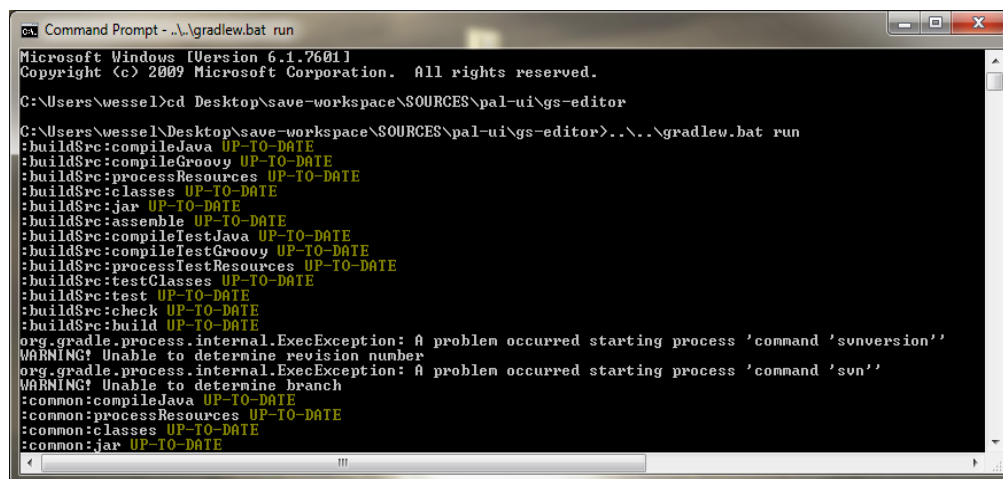 Command Prompt - ..\..\gradlew.bat run
Microsoft Windows [Version 6.1.7601]
Copyright (c) 2009 Microsoft Corporation.  All rights reserved.
C:\Users\wessel>cd Desktop\save-workspace\SOURCES\pal-ui\gs-editor
C:\Users\wessel\Desktop\save-workspace\SOURCES\pal-ui\gs-editor>..\..\gradlew.bat run
:buildSrc:compileJava UP-TO-DATE
:buildSrc:compileGroovy UP-TO-DATE
:buildSrc:processResources UP-TO-DATE
:buildSrc:classes UP-TO-DATE
:buildSrc:jar UP-TO-DATE
:buildSrc:assemble UP-TO-DATE
:buildSrc:compileTestJava UP-TO-DATE
:buildSrc:compileTestGroovy UP-TO-DATE
:buildSrc:processTestResources UP-TO-DATE
:buildSrc:testClasses UP-TO-DATE
:buildSrc:test UP-TO-DATE
:buildSrc:check UP-TO-DATE
:buildSrc:build UP-TO-DATE
org.gradle.process.internal.ExecException: A problem occurred starting process 'command 'svnversion''
WARNING! Unable to determine revision number
org.gradle.process.internal.ExecException: A problem occurred starting process 'command 'svn''
WARNING! Unable to determine branch
:common:compileJava UP-TO-DATE
:common:processResources UP-TO-DATE
:common:classes UP-TO-DATE
:common:jar UP-TO-DATE